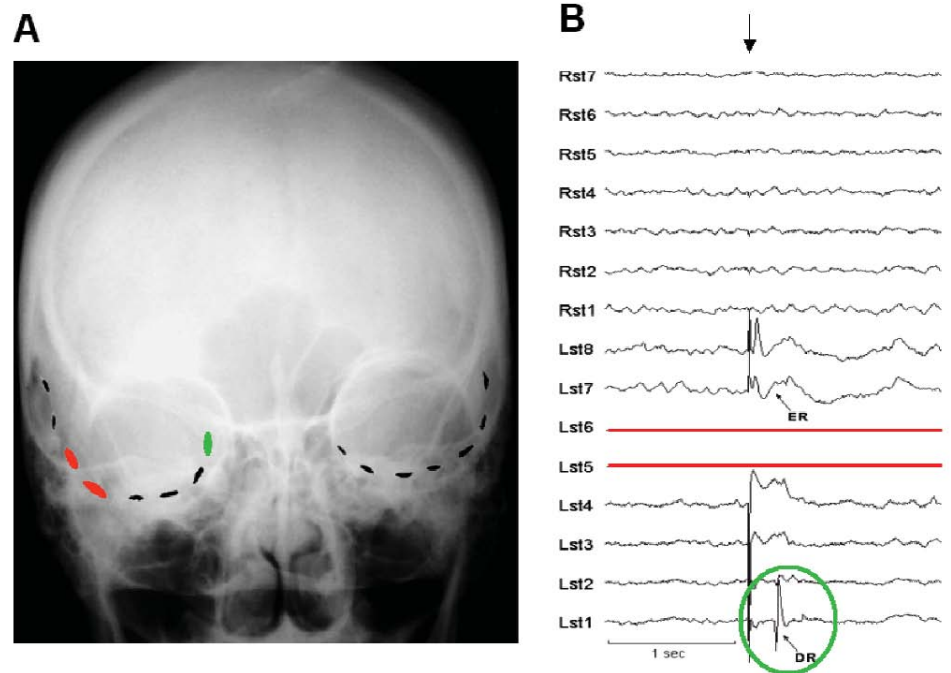 A
B
Rst7
Rst6
Rst5
Rst4
Rst3
Rst2
Rst1
Lst8
Lst7
ER
Lst6
Lst5
Lst4
Lst3
Lst2
Lst1
DR
1 sec